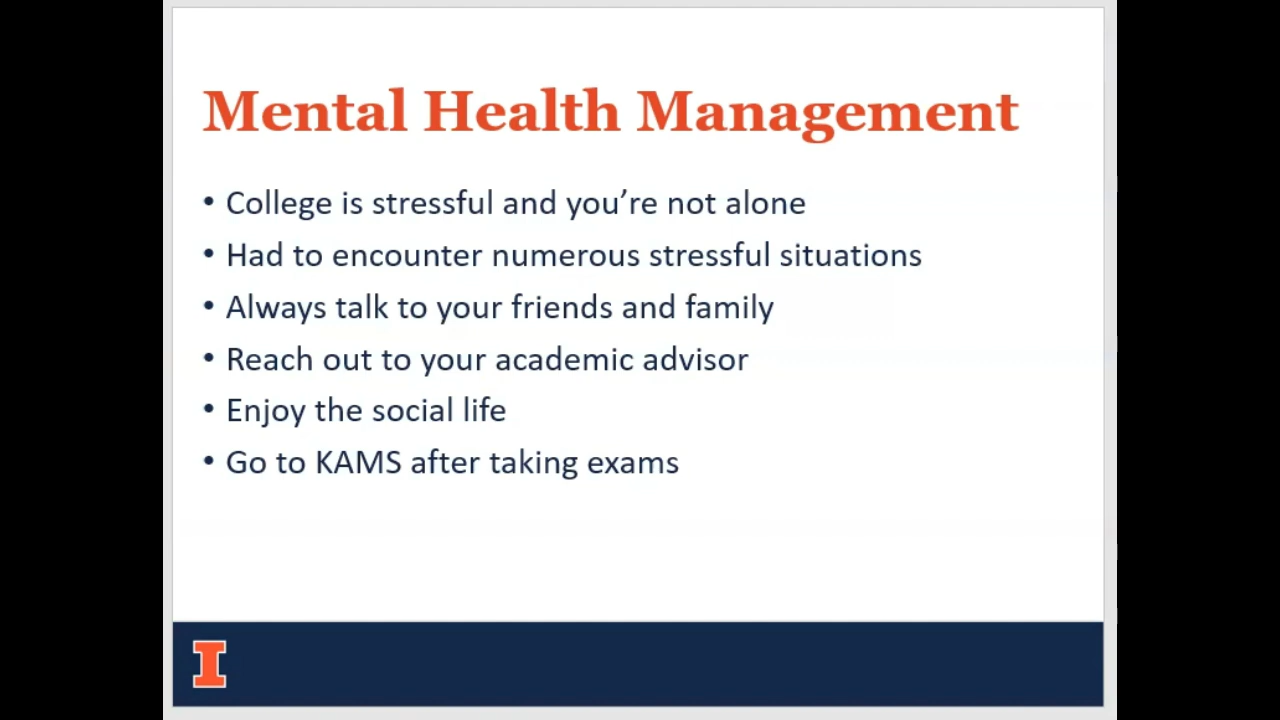 Mental Health Management
• College is stressful and you’re not alone
• Had to encounter numerous stressful situations
• Always talk to your friends and family
• Reach out to your academic advisor
• Enjoy the social life
• Go to KAMS after taking exams
I